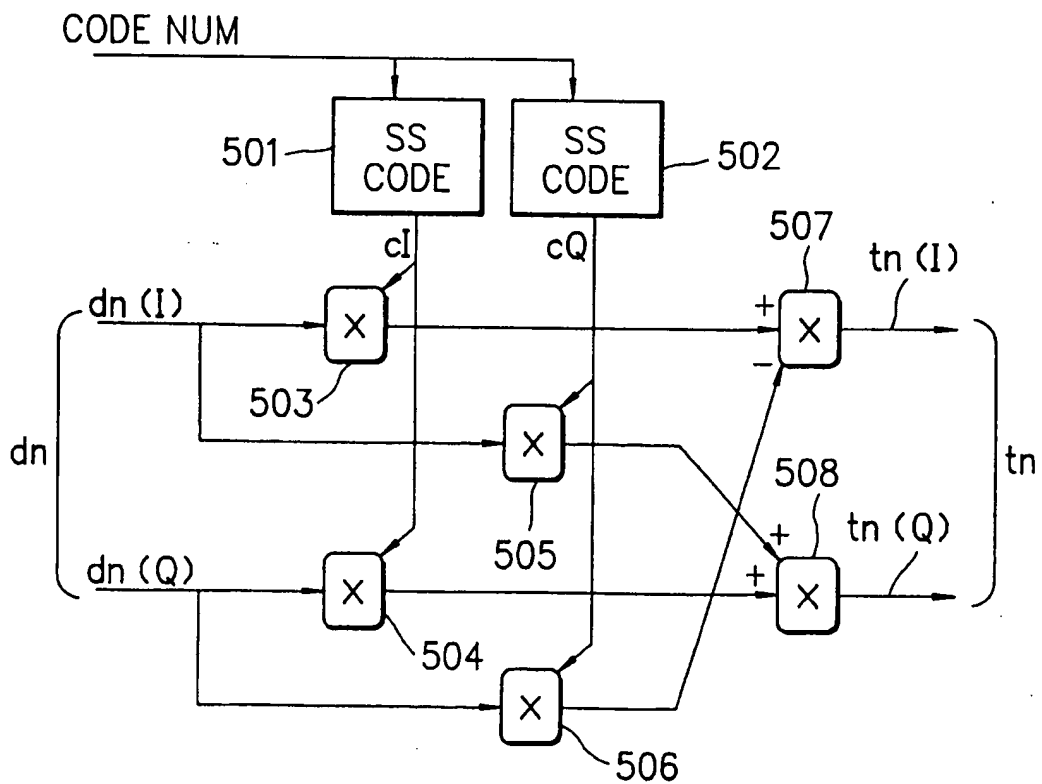 CODE NUM
SS
CODE
501
SS
CODE
502
cI
cQ
507
tn (I)
dn (I)
X
+
X
-
503
dn
X
508
tn
505
+
tn (Q)
dn (Q)
X
+
X
504
X
506